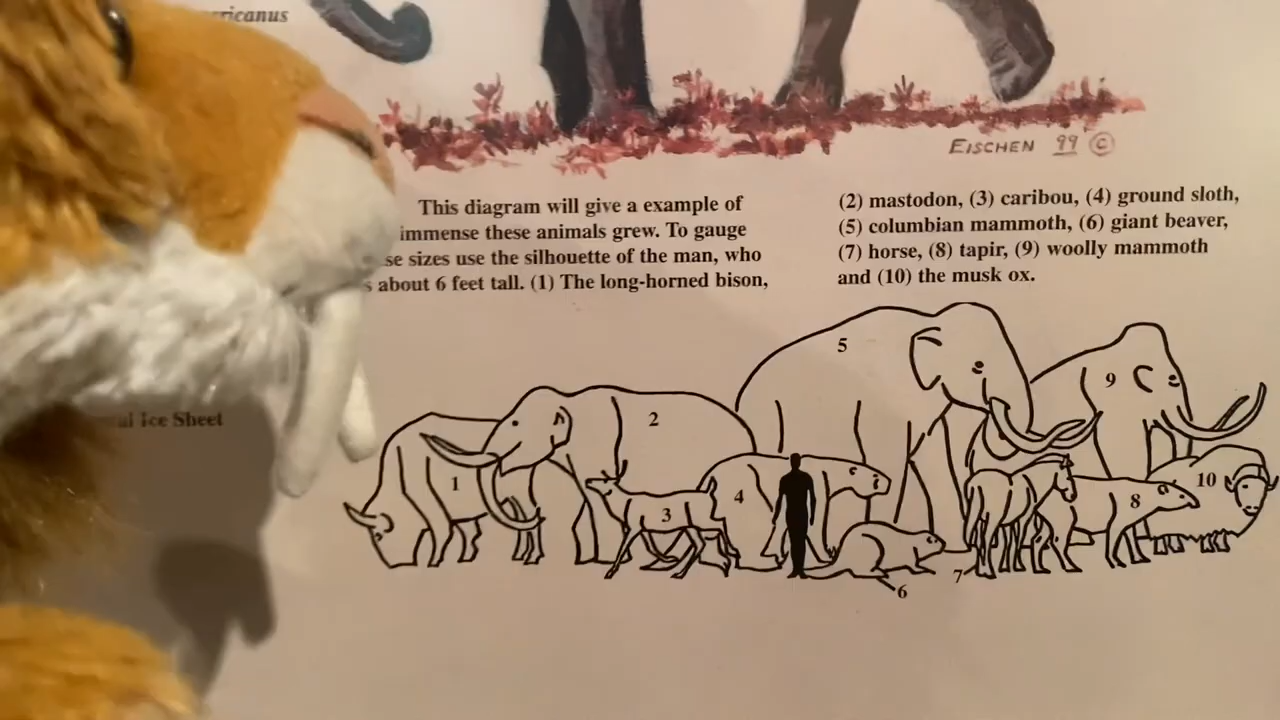 EISCHEN 99 ©
This diagram will give a example of
immense these animals grew. To gauge
sizes use the silhouette of the man, who
about 6 feet tall. (1) The long-horned bison,
(2) mastodon, (3) caribou, (4) ground sloth,
(5) columbian mammoth, (6) giant beaver,
(7) horse, (8) tapir, (9) woolly mammoth
and (10) the musk ox.
Ice Sheet
1
2
3
4
5
6
7
8
9
10